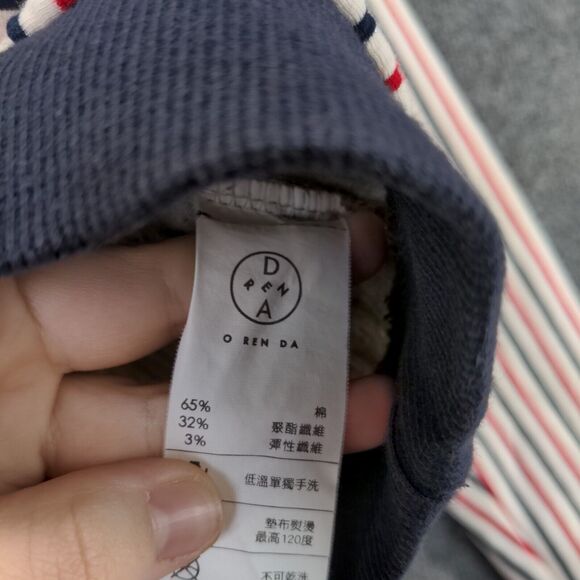 D
REN
A
O REN DA
65% 棉
32% 聚酯纖維
3% 彈性纖維
低溫單獨手洗
墊布熨燙
最高120度
不可乾洗